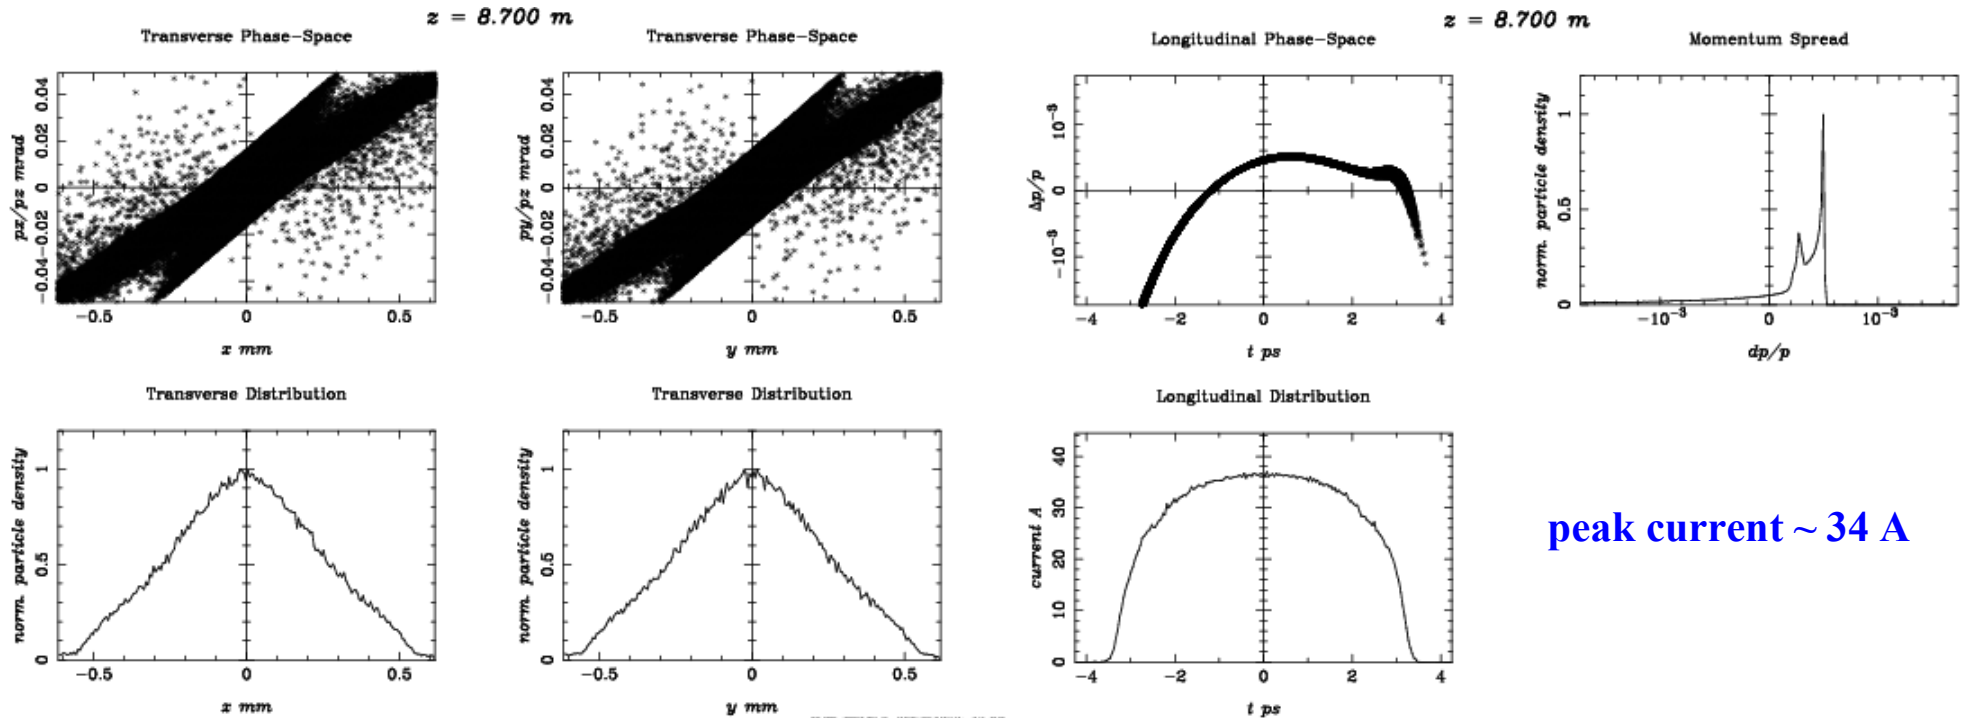 z = 8.700 m
Transverse Phase-Space
px/pz mrad
0.04
0.02
0
-0.02
-0.04
-0.5
0
0.5
x mm
Transverse Phase-Space
py/pz mrad
0.04
0.02
0
-0.02
-0.04
-0.5
0
0.5
y mm
z = 8.700 m
Longitudinal Phase-Space
Δp/p
10⁻³
0
-10⁻³
-4
-2
0
2
4
t ps
Momentum Spread
norm. particle density
1
0.5
0
-10⁻³
0
10⁻³
dp/p
Transverse Distribution
norm. particle density
1
0.5
0
-0.5
0
0.5
x mm
Transverse Distribution
norm. particle density
1
0.5
0
-0.5
0
0.5
y mm
Longitudinal Distribution
current A
40
30
20
10
0
-4
-2
0
2
4
t ps
peak current ~ 34 A